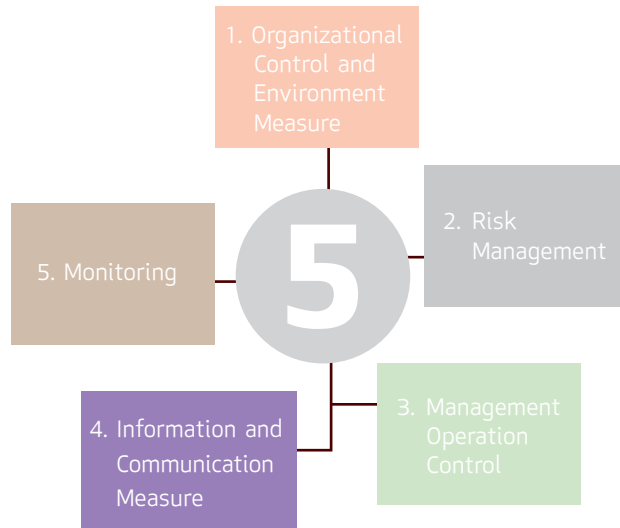 1. Organizational
Control and
Environment
Measure
2. Risk
Management
5. Monitoring
5
3. Management
Operation
Control
4. Information and
Communication
Measure